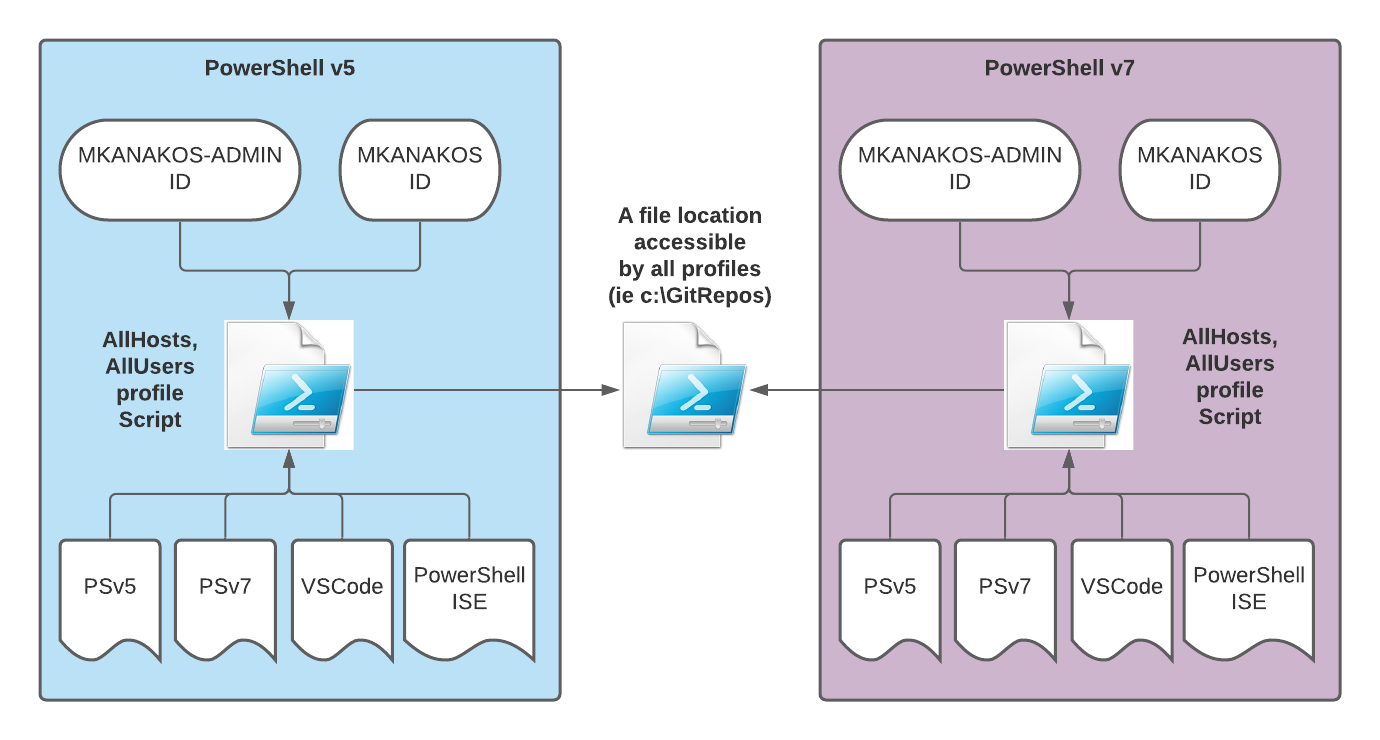 PowerShell v5
MKANAKOS-ADMIN
ID
MKANAKOS
ID
AllHosts,
AllUsers
profile
Script
PSv5
PSv7
VSCode
PowerShell
ISE
A file location
accessible
by all profiles
(ie c:\GitRepos)
PowerShell v7
MKANAKOS-ADMIN
ID
MKANAKOS
ID
AllHosts,
AllUsers
profile
Script
PSv5
PSv7
VSCode
PowerShell
ISE